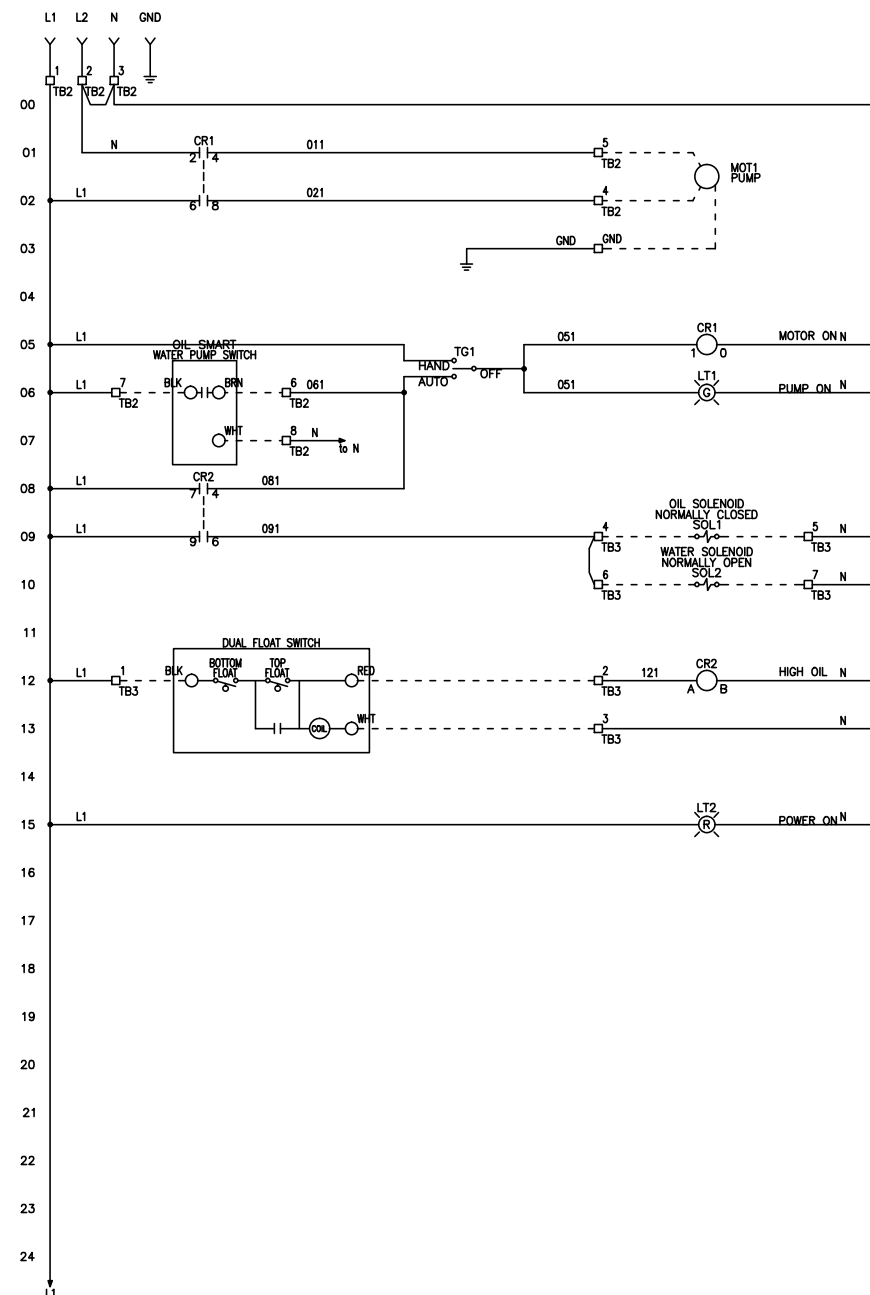 L1 L2 N GND
1 2 3
TB2 TB2 TB2
00
CR1
01 N 2 4 011 5 TB2
MOT1
PUMP
02 L1 6 8 021 4 TB2
03 GND GND
04
05 L1 TG1 051 CR1 1 0 MOTOR ON N
OIL SMART
WATER PUMP SWITCH
HAND
OFF
AUTO
06 L1 7 TB2 BLK BRN 6 TB2 061 051 LT1 G PUMP ON N
07 WHT 8 TB2 N to N
08 L1 CR2 7 4 081
OIL SOLENOID
NORMALLY CLOSED
09 L1 9 6 091 4 TB3 SOL1 5 TB3 N
WATER SOLENOID
NORMALLY OPEN
10 6 TB3 SOL2 7 TB3 N
11
DUAL FLOAT SWITCH
BOTTOM FLOAT
TOP FLOAT
12 L1 1 TB3 BLK RED 2 TB3 121 CR2 A B HIGH OIL N
13 COIL WHT 3 TB3 N
14
15 L1 LT2 R POWER ON N
16
17
18
19
20
21
22
23
24
L1